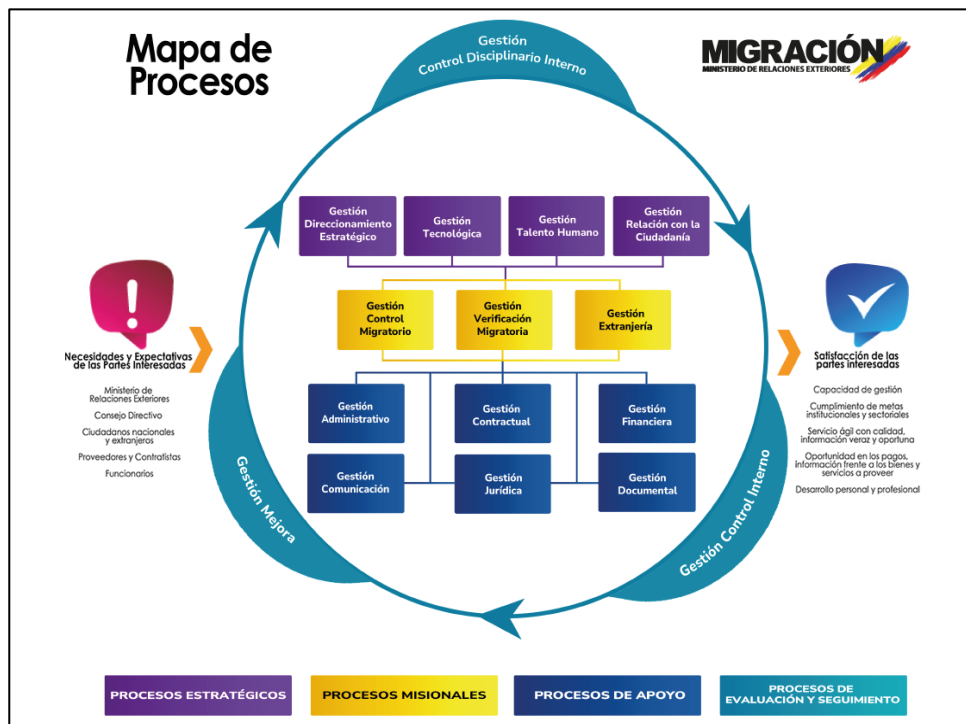 Mapa de
Procesos
MIGRACIÓN
MINISTERIO DE RELACIONES EXTERIORES
Gestión
Control Disciplinario Interno
Gestión
Direccionamiento
Estratégico
Gestión
Tecnológica
Gestión
Talento Humano
Gestión
Relación con la
Ciudadanía
Gestión
Control
Migratorio
Gestión
Verificación
Migratoria
Gestión
Extranjería
Gestión
Administrativo
Gestión
Contractual
Gestión
Financiera
Gestión
Comunicación
Gestión
Jurídica
Gestión
Documental
Necesidades y Expectativas
de las Partes Interesadas
Ministerio de
Relaciones Exteriores
Consejo Directivo
Ciudadanos nacionales
y extranjeros
Proveedores y Contratistas
Funcionarios
Satisfacción de las
partes interesadas
Capacidad de gestión
Cumplimiento de metas
institucionales y sectoriales
Servicio ágil con calidad,
información veraz y oportuna
Oportunidad en los pagos,
información frente a los bienes y
servicios a proveer
Desarrollo personal y profesional
Gestión Mejora
Gestión Control Interno
PROCESOS ESTRATÉGICOS
PROCESOS MISIONALES
PROCESOS DE APOYO
PROCESOS DE
EVALUACIÓN Y SEGUIMIENTO